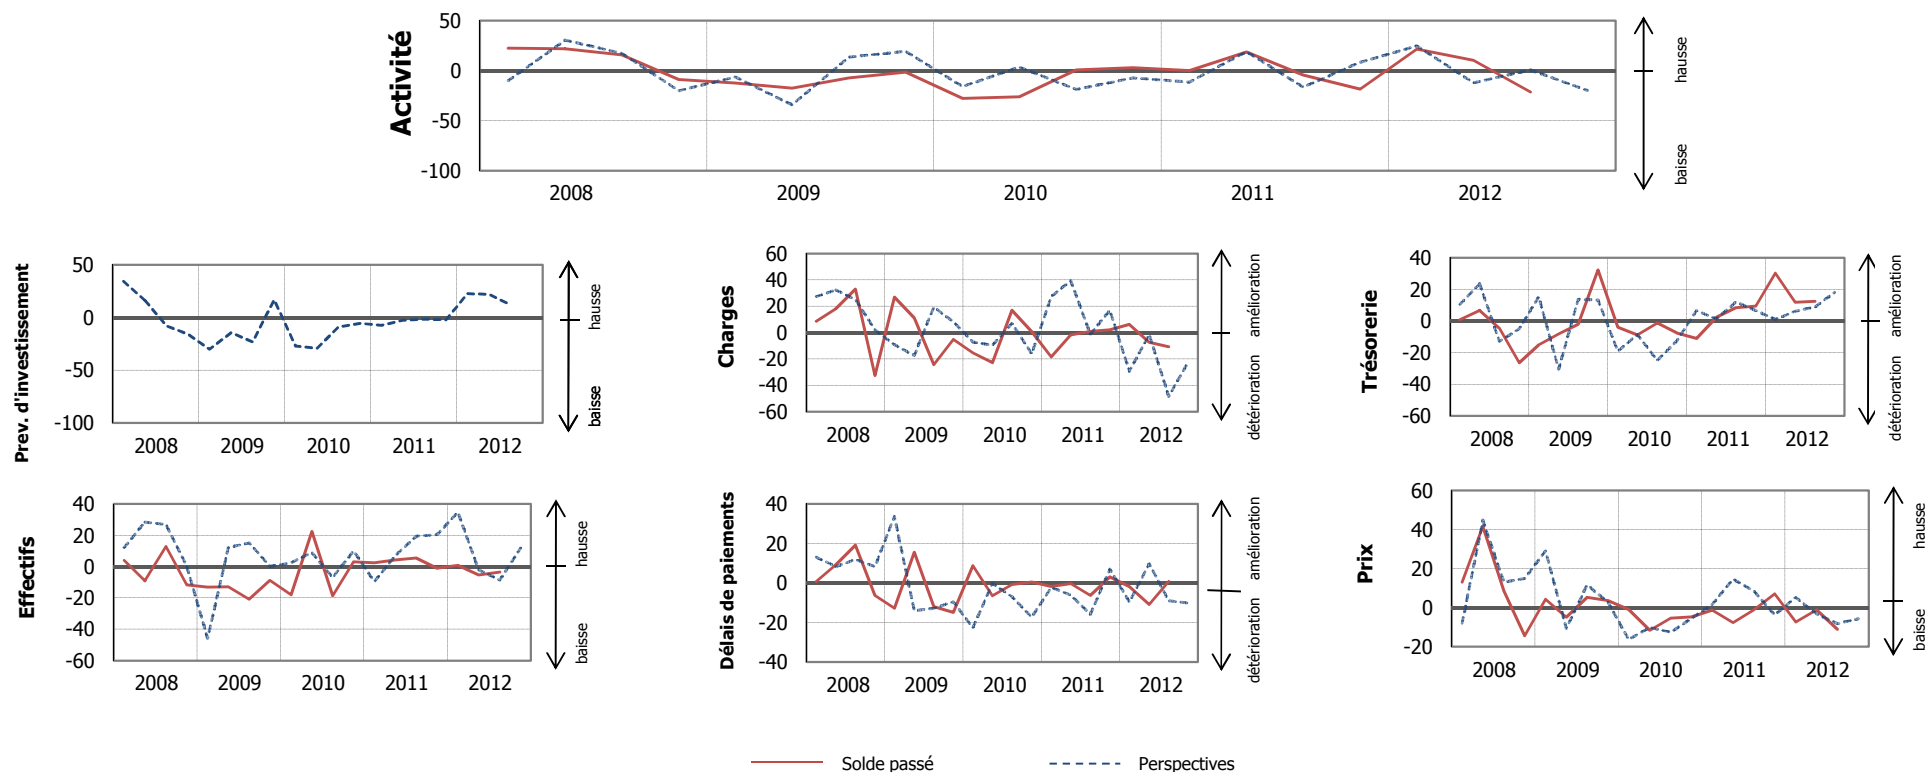 Activité
50
0
-50
-100
2008 2009 2010 2011 2012
hausse
baisse
Prev. d'investissement
50
0
-50
-100
2008 2009 2010 2011 2012
hausse
baisse
Charges
60
40
20
0
-20
-40
-60
2008 2009 2010 2011 2012
amélioration
détérioration
Trésorerie
40
20
0
-20
-40
-60
2008 2009 2010 2011 2012
amélioration
détérioration
Effectifs
40
20
0
-20
-40
-60
2008 2009 2010 2011 2012
hausse
baisse
Délais de paiements
40
20
0
-20
-40
2008 2009 2010 2011 2012
amélioration
détérioration
Prix
60
40
20
0
-20
2008 2009 2010 2011 2012
hausse
baisse
Solde passé Perspectives